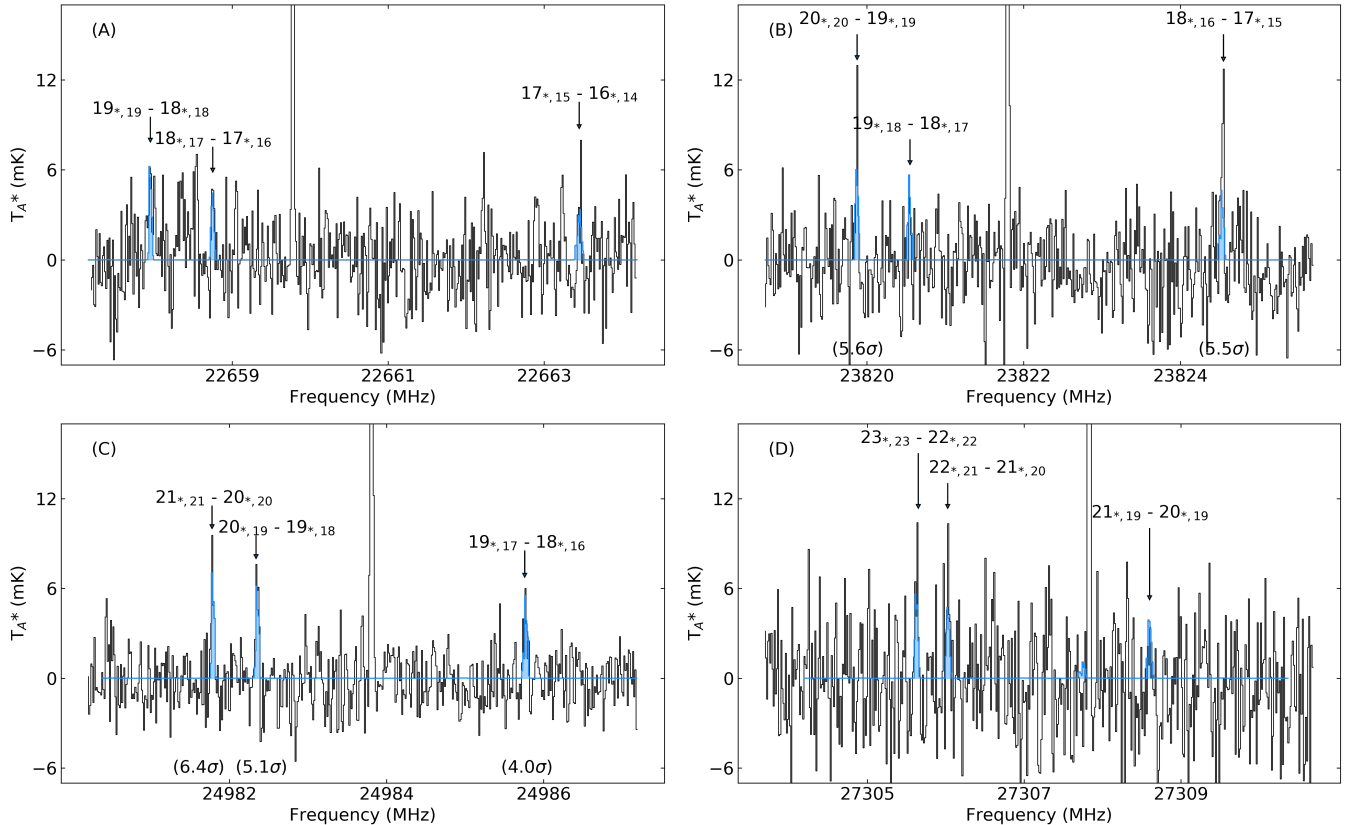 (A)
19*,19 - 18*,18
18*,17 - 17*,16
17*,15 - 16*,14
12
6
0
−6
T_A* (mK)
22659 22661 22663
Frequency (MHz)
(B)
20*,20 - 19*,19
18*,16 - 17*,15
19*,18 - 18*,17
12
6
0
−6
T_A* (mK)
(5.6σ) (5.5σ)
23820 23822 23824
Frequency (MHz)
(C)
21*,21 - 20*,20
20*,19 - 19*,18
19*,17 - 18*,16
12
6
0
−6
T_A* (mK)
(6.4σ) (5.1σ) (4.0σ)
24982 24984 24986
Frequency (MHz)
(D)
23*,23 - 22*,22
22*,21 - 21*,20
21*,19 - 20*,19
12
6
0
−6
T_A* (mK)
27305 27307 27309
Frequency (MHz)